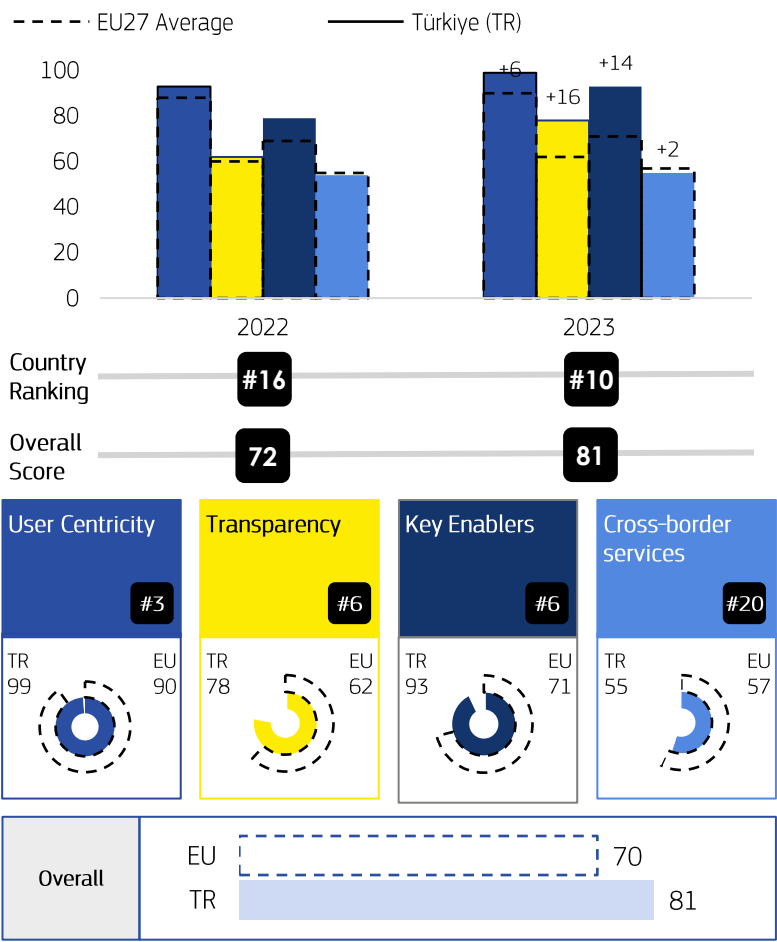 EU27 Average
Türkiye (TR)
100
80
60
40
20
0
+6
+16
+14
+2
2022
2023
Country
Ranking
#16
#10
Overall
Score
72
81
User Centricity
#3
Transparency
#6
Key Enablers
#6
Cross-border
services
#20
TR
99
EU
90
TR
78
EU
62
TR
93
EU
71
TR
55
EU
57
Overall
EU
70
TR
81